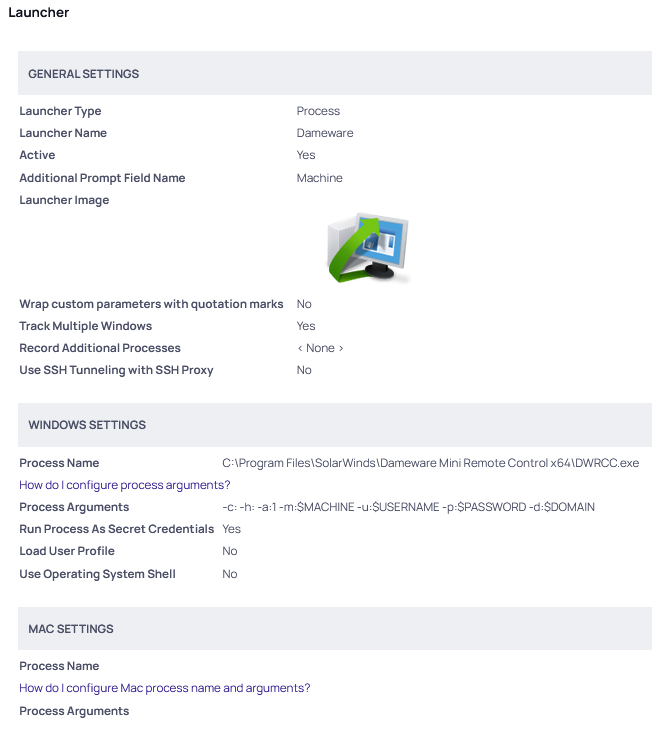 Launcher
GENERAL SETTINGS
Launcher Type Process
Launcher Name Dameware
Active Yes
Additional Prompt Field Name Machine
Launcher Image
Wrap custom parameters with quotation marks No
Track Multiple Windows Yes
Record Additional Processes < None >
Use SSH Tunneling with SSH Proxy No
WINDOWS SETTINGS
Process Name C:\Program Files\SolarWinds\Dameware Mini Remote Control x64\DWRCC.exe
How do I configure process arguments?
Process Arguments -c: -h: -a:1 -m:$MACHINE -u:$USERNAME -p:$PASSWORD -d:$DOMAIN
Run Process As Secret Credentials Yes
Load User Profile No
Use Operating System Shell No
MAC SETTINGS
Process Name
How do I configure Mac process name and arguments?
Process Arguments